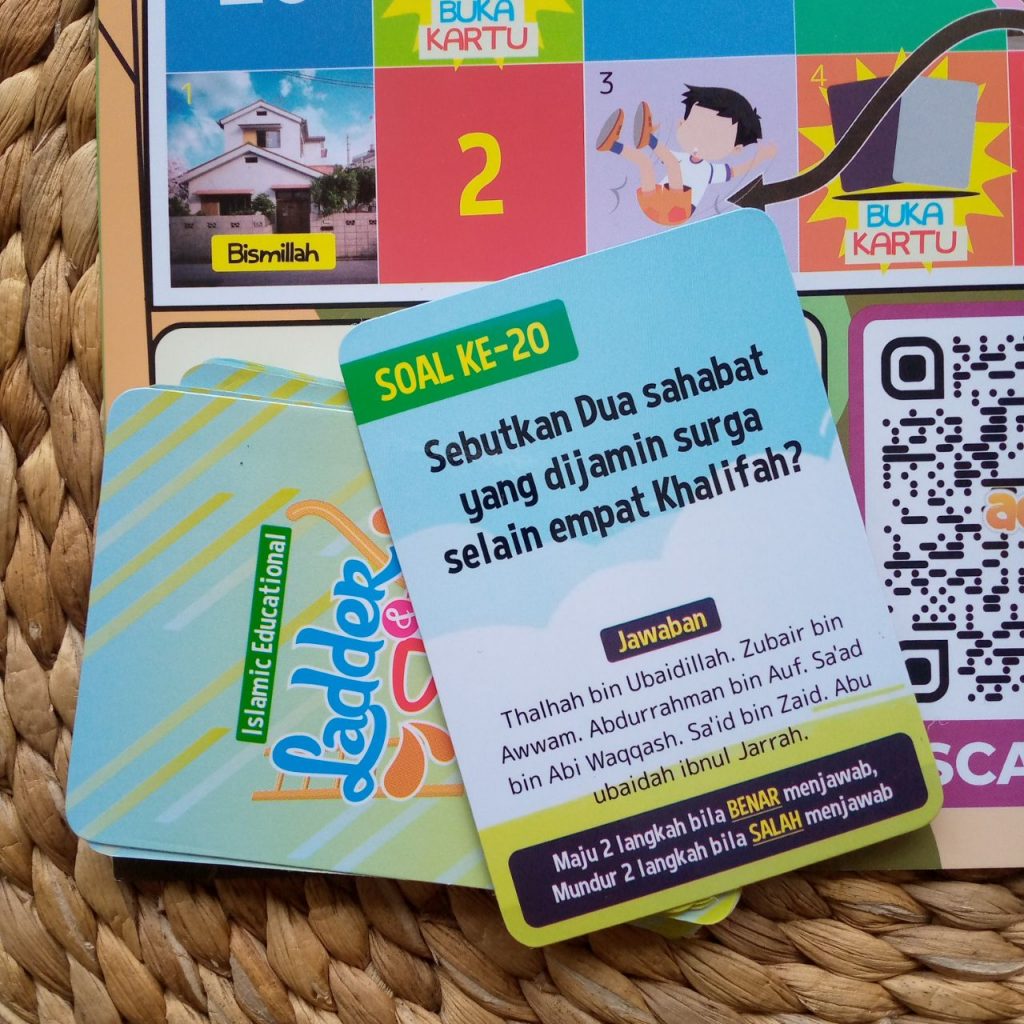 BUKA
KARTU
1
Bismillah
2
3
4
BUKA
KARTU
SOAL KE-20
Sebutkan Dua sahabat
yang dijamin surga
selain empat Khalifah?
Jawaban
Thalhah bin Ubaidillah. Zubair bin
Awwam. Abdurrahman bin Auf. Sa'ad
bin Abi Waqqash. Sa'id bin Zaid. Abu
ubaidah ibnul Jarrah.
Maju 2 langkah bila BENAR menjawab,
Mundur 2 langkah bila SALAH menjawab
Islamic Educational
Ladder
&